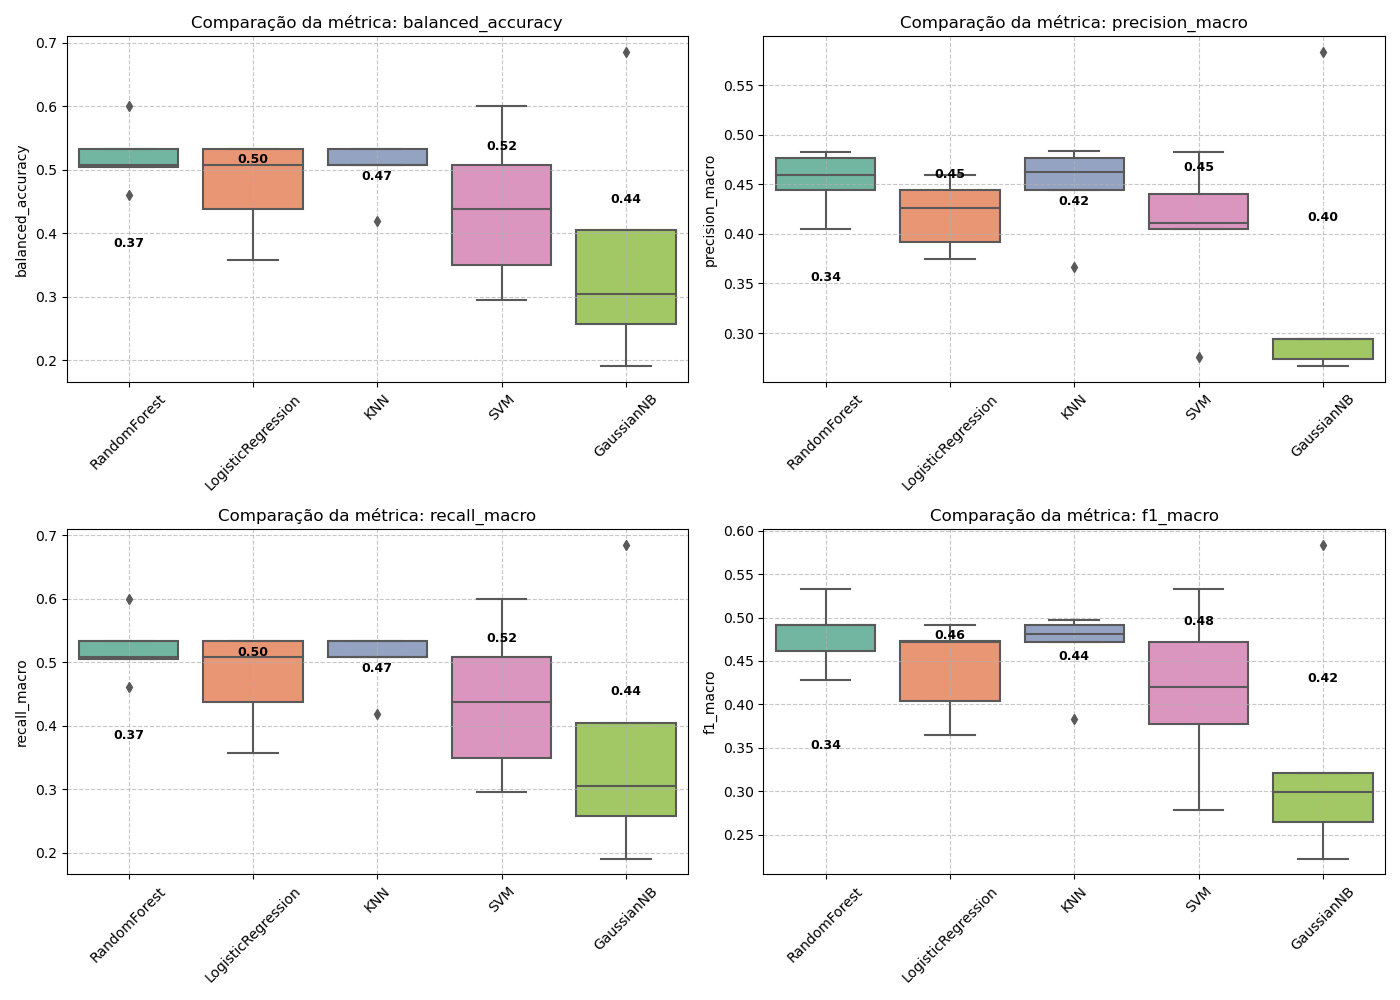 Comparação da métrica: balanced_accuracy
balanced_accuracy
0.7
0.6
0.5
0.4
0.3
0.2
0.37
0.50
0.47
0.52
0.44
RandomForest
LogisticRegression
KNN
SVM
GaussianNB
Comparação da métrica: precision_macro
precision_macro
0.55
0.50
0.45
0.40
0.35
0.30
0.34
0.45
0.42
0.45
0.40
RandomForest
LogisticRegression
KNN
SVM
GaussianNB
Comparação da métrica: recall_macro
recall_macro
0.7
0.6
0.5
0.4
0.3
0.2
0.37
0.50
0.47
0.52
0.44
RandomForest
LogisticRegression
KNN
SVM
GaussianNB
Comparação da métrica: f1_macro
f1_macro
0.60
0.55
0.50
0.45
0.40
0.35
0.30
0.25
0.34
0.46
0.44
0.48
0.42
RandomForest
LogisticRegression
KNN
SVM
GaussianNB